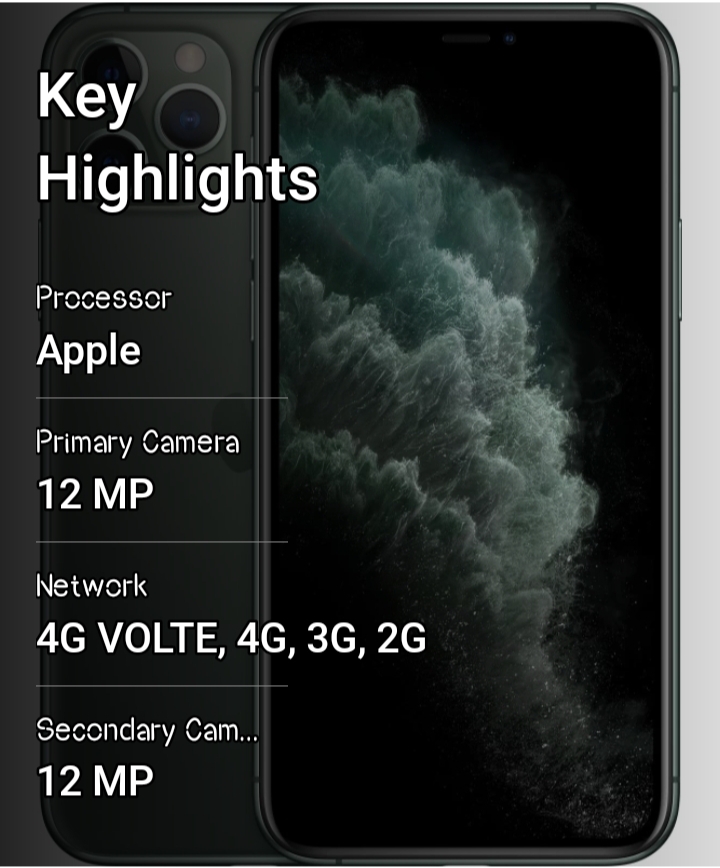 Key
Highlights
Processor
Apple
Primary Camera
12 MP
Network
4G VOLTE, 4G, 3G, 2G
Secondary Cam...
12 MP